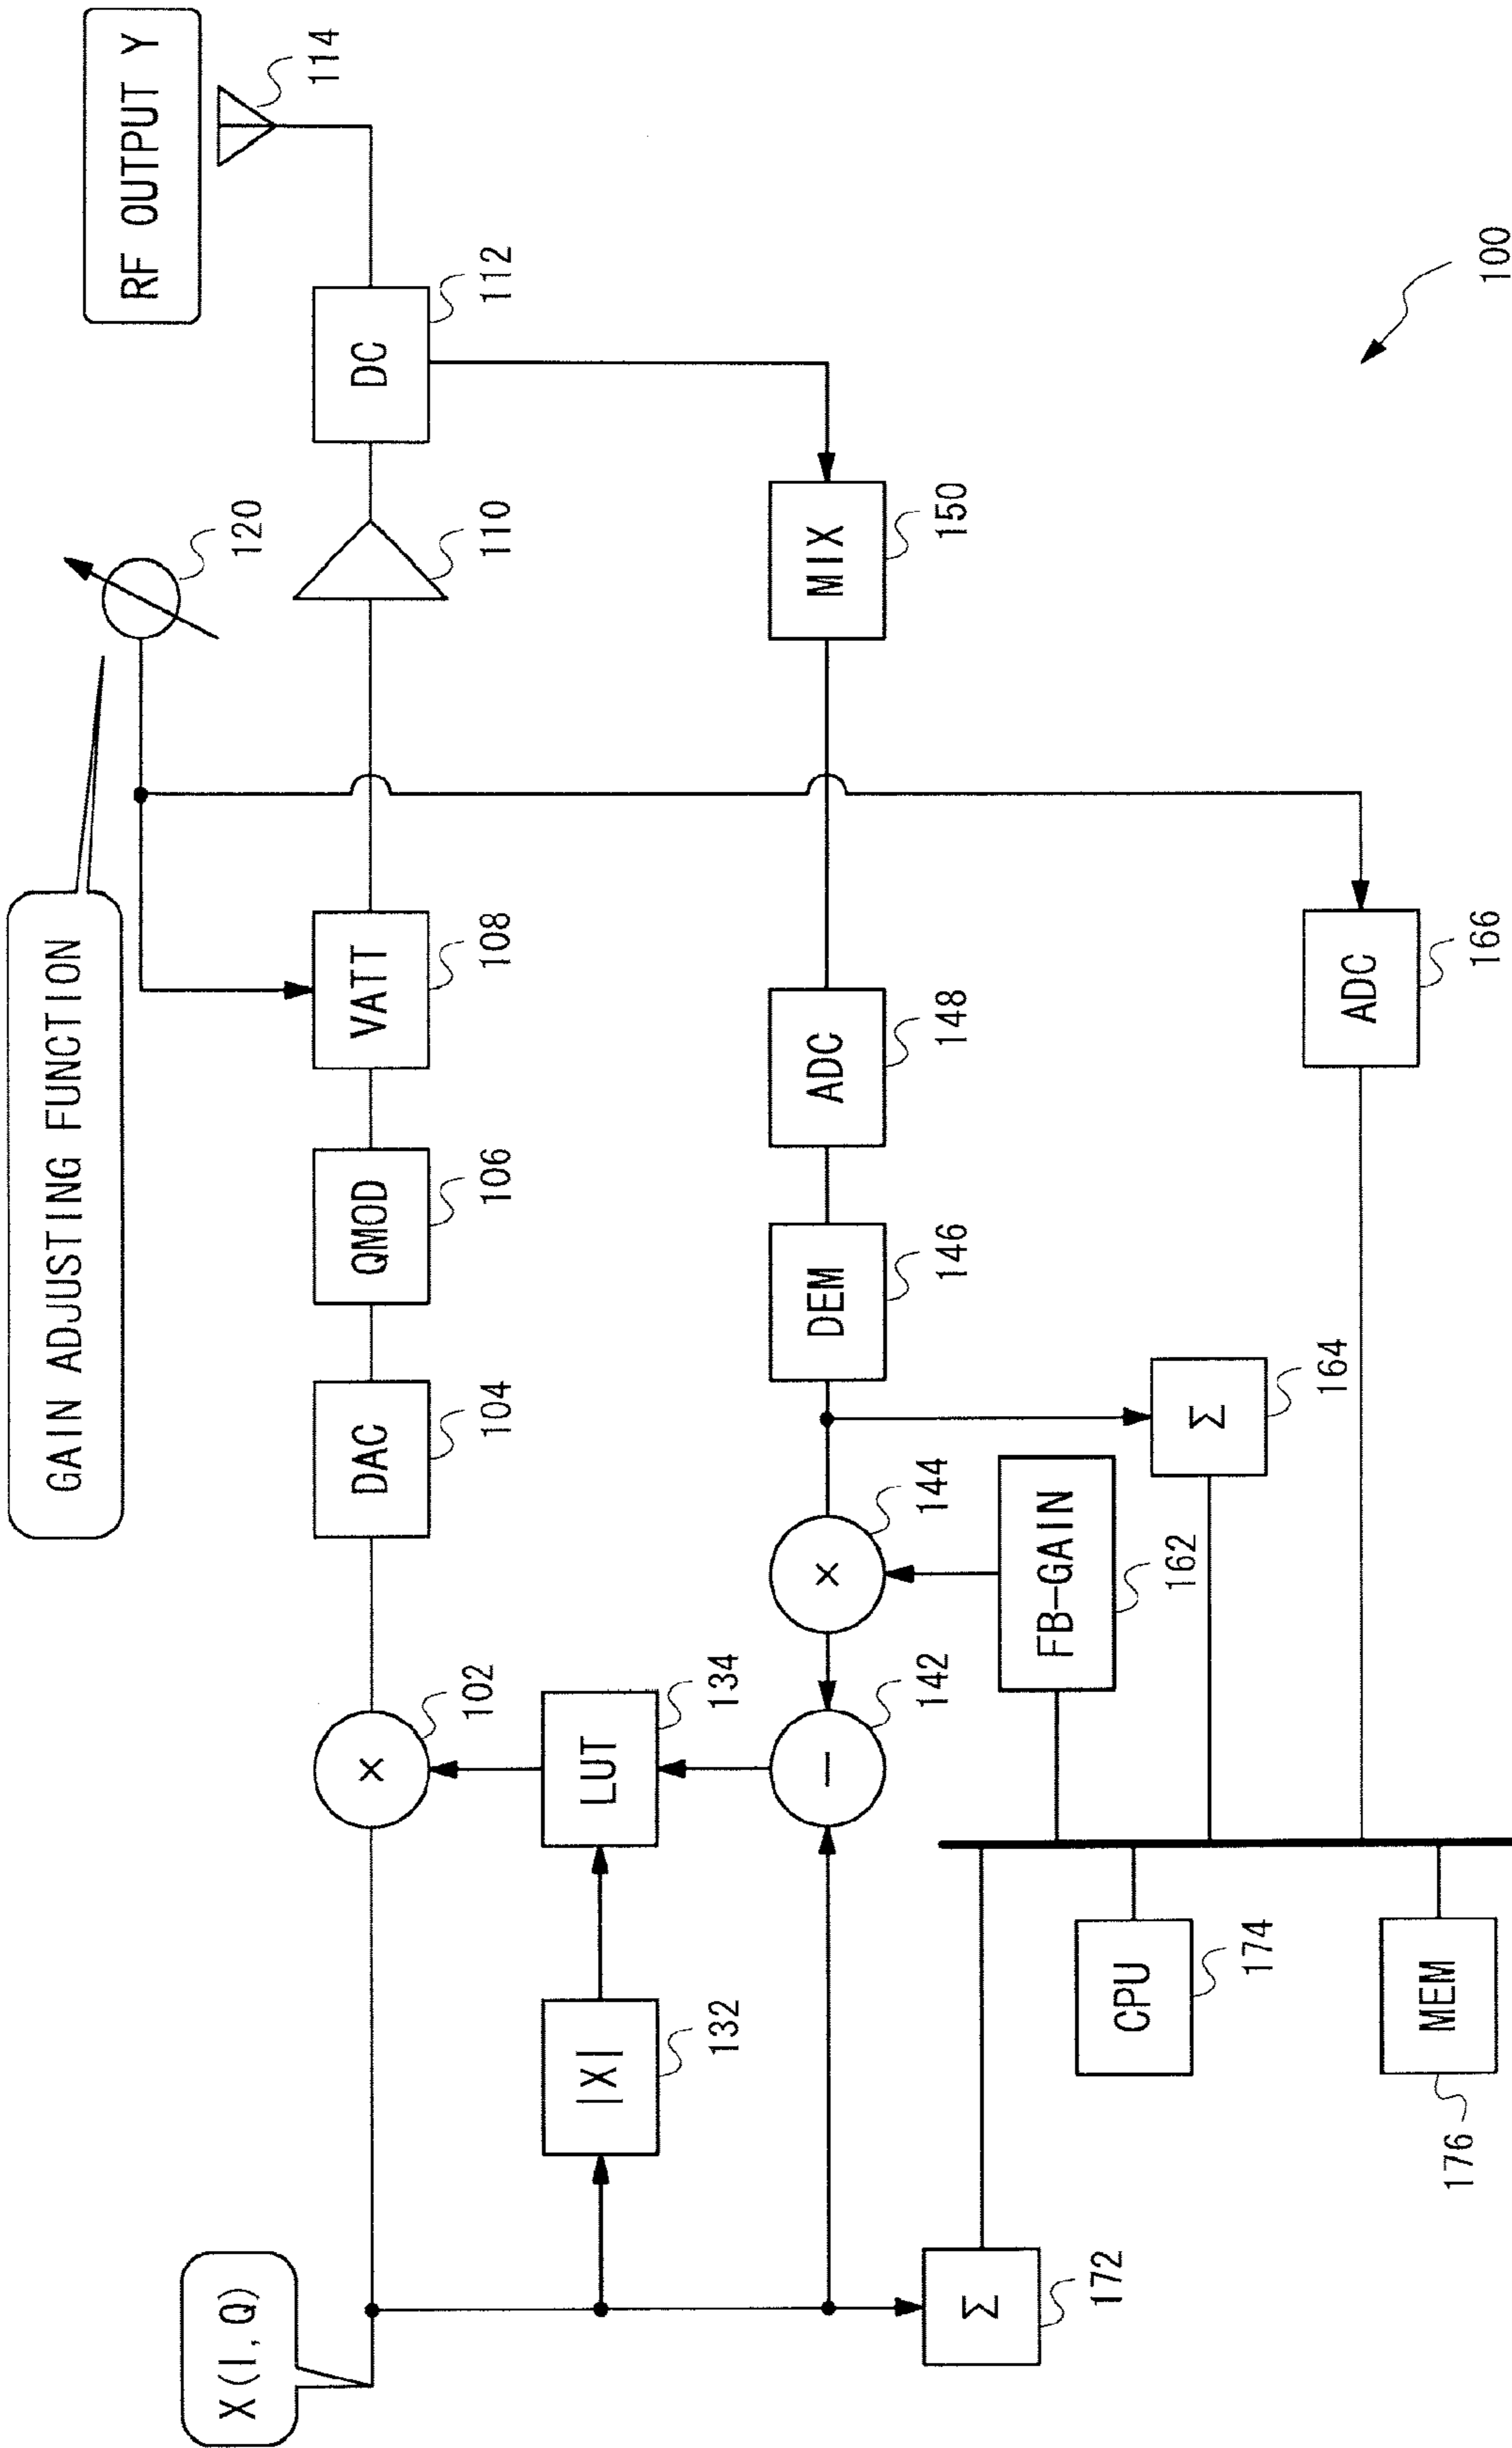 GAIN ADJUSTING FUNCTION
RF OUTPUT Y
120
114
X(I,Q)
×
102
DAC
104
QMOD
106
VATT
108
110
DC
112
|X|
132
LUT
134
−
142
×
144
DEM
146
ADC
148
MIX
150
Σ
172
FB-GAIN
162
Σ
164
CPU
174
ADC
166
MEM
176
100